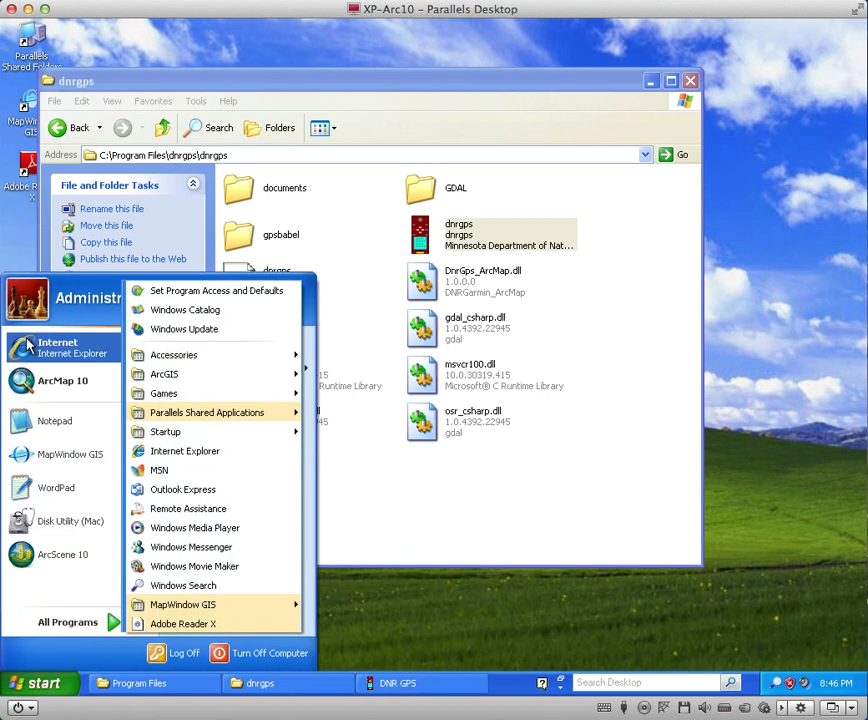 XP-Arc10 – Parallels Desktop
Parallels
Shared Folders
MapWind
GIS
Adobe R
X
dnrgps
File Edit View Favorites Tools Help
Back Search Folders
Address C:\Program Files\dnrgps\dnrgps Go
File and Folder Tasks
Rename this file
Move this file
Copy this file
Publish this file to the Web
documents
GDAL
gpsbabel
dnrgps
dnrgps
Minnesota Department of Nat...
dnrgps
DnrGps_ArcMap.dll
1.0.0.0
DNRGarmin_ArcMap
gdal_csharp.dll
1.0.4392.22945
gdal
msvcr100.dll
10.0.30319.415
Microsoft® C Runtime Library
C Runtime Library
osr_csharp.dll
1.0.4392.22945
gdal
Administr
Internet
Internet Explorer
ArcMap 10
Notepad
MapWindow GIS
WordPad
Disk Utility (Mac)
ArcScene 10
All Programs
Set Program Access and Defaults
Windows Catalog
Windows Update
Accessories
ArcGIS
Games
Parallels Shared Applications
Startup
Internet Explorer
MSN
Outlook Express
Remote Assistance
Windows Media Player
Windows Messenger
Windows Movie Maker
Windows Search
MapWindow GIS
Adobe Reader X
Log Off Turn Off Computer
start Program Files dnrgps DNR GPS Search Desktop 8:46 PM